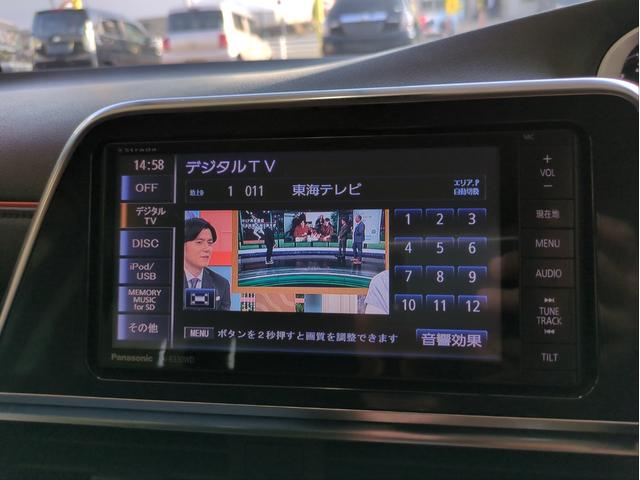 Strada
MIC
14:58
デジタルTV
OFF
地上D
1 011
東海テレビ
エリア.P
自動切換
デジタル
TV
DISC
iPod/
USB
MEMORY
MUSIC
for SD
その他
1 2 3
4 5 6
7 8 9
10 11 12
MENU ボタンを2秒押すと画質を調整できます
音響効果
+
VOL
−
現在地
MENU
AUDIO
TUNE
TRACK
TILT
Panasonic